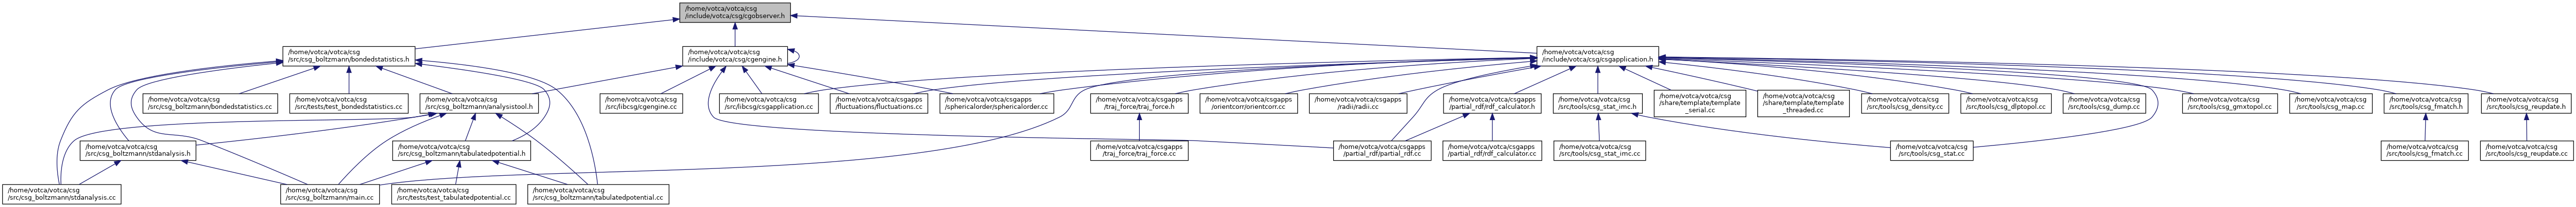 /home/votca/votca/csg
/include/votca/csg/cgobserver.h
/home/votca/votca/csg
/src/csg_boltzmann/bondedstatistics.h
/home/votca/votca/csg
/include/votca/csg/cgengine.h
/home/votca/votca/csg
/include/votca/csg/csgapplication.h
/home/votca/votca/csg
/src/csg_boltzmann/bondedstatistics.cc
/home/votca/votca/csg
/src/tests/test_bondedstatistics.cc
/home/votca/votca/csg
/src/csg_boltzmann/analysistool.h
/home/votca/votca/csg
/src/libcsg/cgengine.cc
/home/votca/votca/csg
/src/libcsg/csgapplication.cc
/home/votca/votca/csgapps
/fluctuations/fluctuations.cc
/home/votca/votca/csgapps
/sphericalorder/sphericalorder.cc
/home/votca/votca/csgapps
/traj_force/traj_force.h
/home/votca/votca/csgapps
/orientcorr/orientcorr.cc
/home/votca/votca/csgapps
/radii/radii.cc
/home/votca/votca/csgapps
/partial_rdf/rdf_calculator.h
/home/votca/votca/csg
/src/tools/csg_stat_imc.h
/home/votca/votca/csg
/share/template/template
_serial.cc
/home/votca/votca/csg
/share/template/template
_threaded.cc
/home/votca/votca/csg
/src/tools/csg_density.cc
/home/votca/votca/csg
/src/tools/csg_dlptopol.cc
/home/votca/votca/csg
/src/tools/csg_dump.cc
/home/votca/votca/csg
/src/tools/csg_gmxtopol.cc
/home/votca/votca/csg
/src/tools/csg_map.cc
/home/votca/votca/csg
/src/tools/csg_fmatch.h
/home/votca/votca/csg
/src/tools/csg_reupdate.h
/home/votca/votca/csg
/src/csg_boltzmann/stdanalysis.h
/home/votca/votca/csg
/src/csg_boltzmann/tabulatedpotential.h
/home/votca/votca/csgapps
/traj_force/traj_force.cc
/home/votca/votca/csgapps
/partial_rdf/partial_rdf.cc
/home/votca/votca/csgapps
/partial_rdf/rdf_calculator.cc
/home/votca/votca/csg
/src/tools/csg_stat_imc.cc
/home/votca/votca/csg
/src/tools/csg_stat.cc
/home/votca/votca/csg
/src/tools/csg_fmatch.cc
/home/votca/votca/csg
/src/tools/csg_reupdate.cc
/home/votca/votca/csg
/src/csg_boltzmann/stdanalysis.cc
/home/votca/votca/csg
/src/csg_boltzmann/main.cc
/home/votca/votca/csg
/src/tests/test_tabulatedpotential.cc
/home/votca/votca/csg
/src/csg_boltzmann/tabulatedpotential.cc